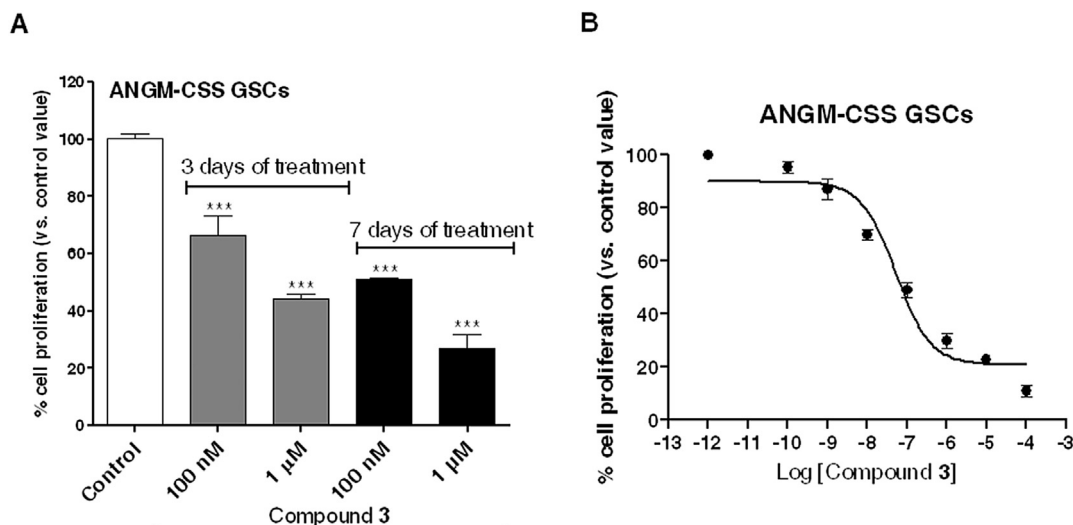 A
ANGM-CSS GSCs
% cell proliferation (vs. control value)
120
100
80
60
40
20
0
3 days of treatment
7 days of treatment
***
***
***
***
Control
100 nM
1 µM
100 nM
1 µM
Compound 3
B
ANGM-CSS GSCs
% cell proliferation (vs. control value)
100
80
60
40
20
0
-13 -12 -11 -10 -9 -8 -7 -6 -5 -4 -3
Log [Compound 3]